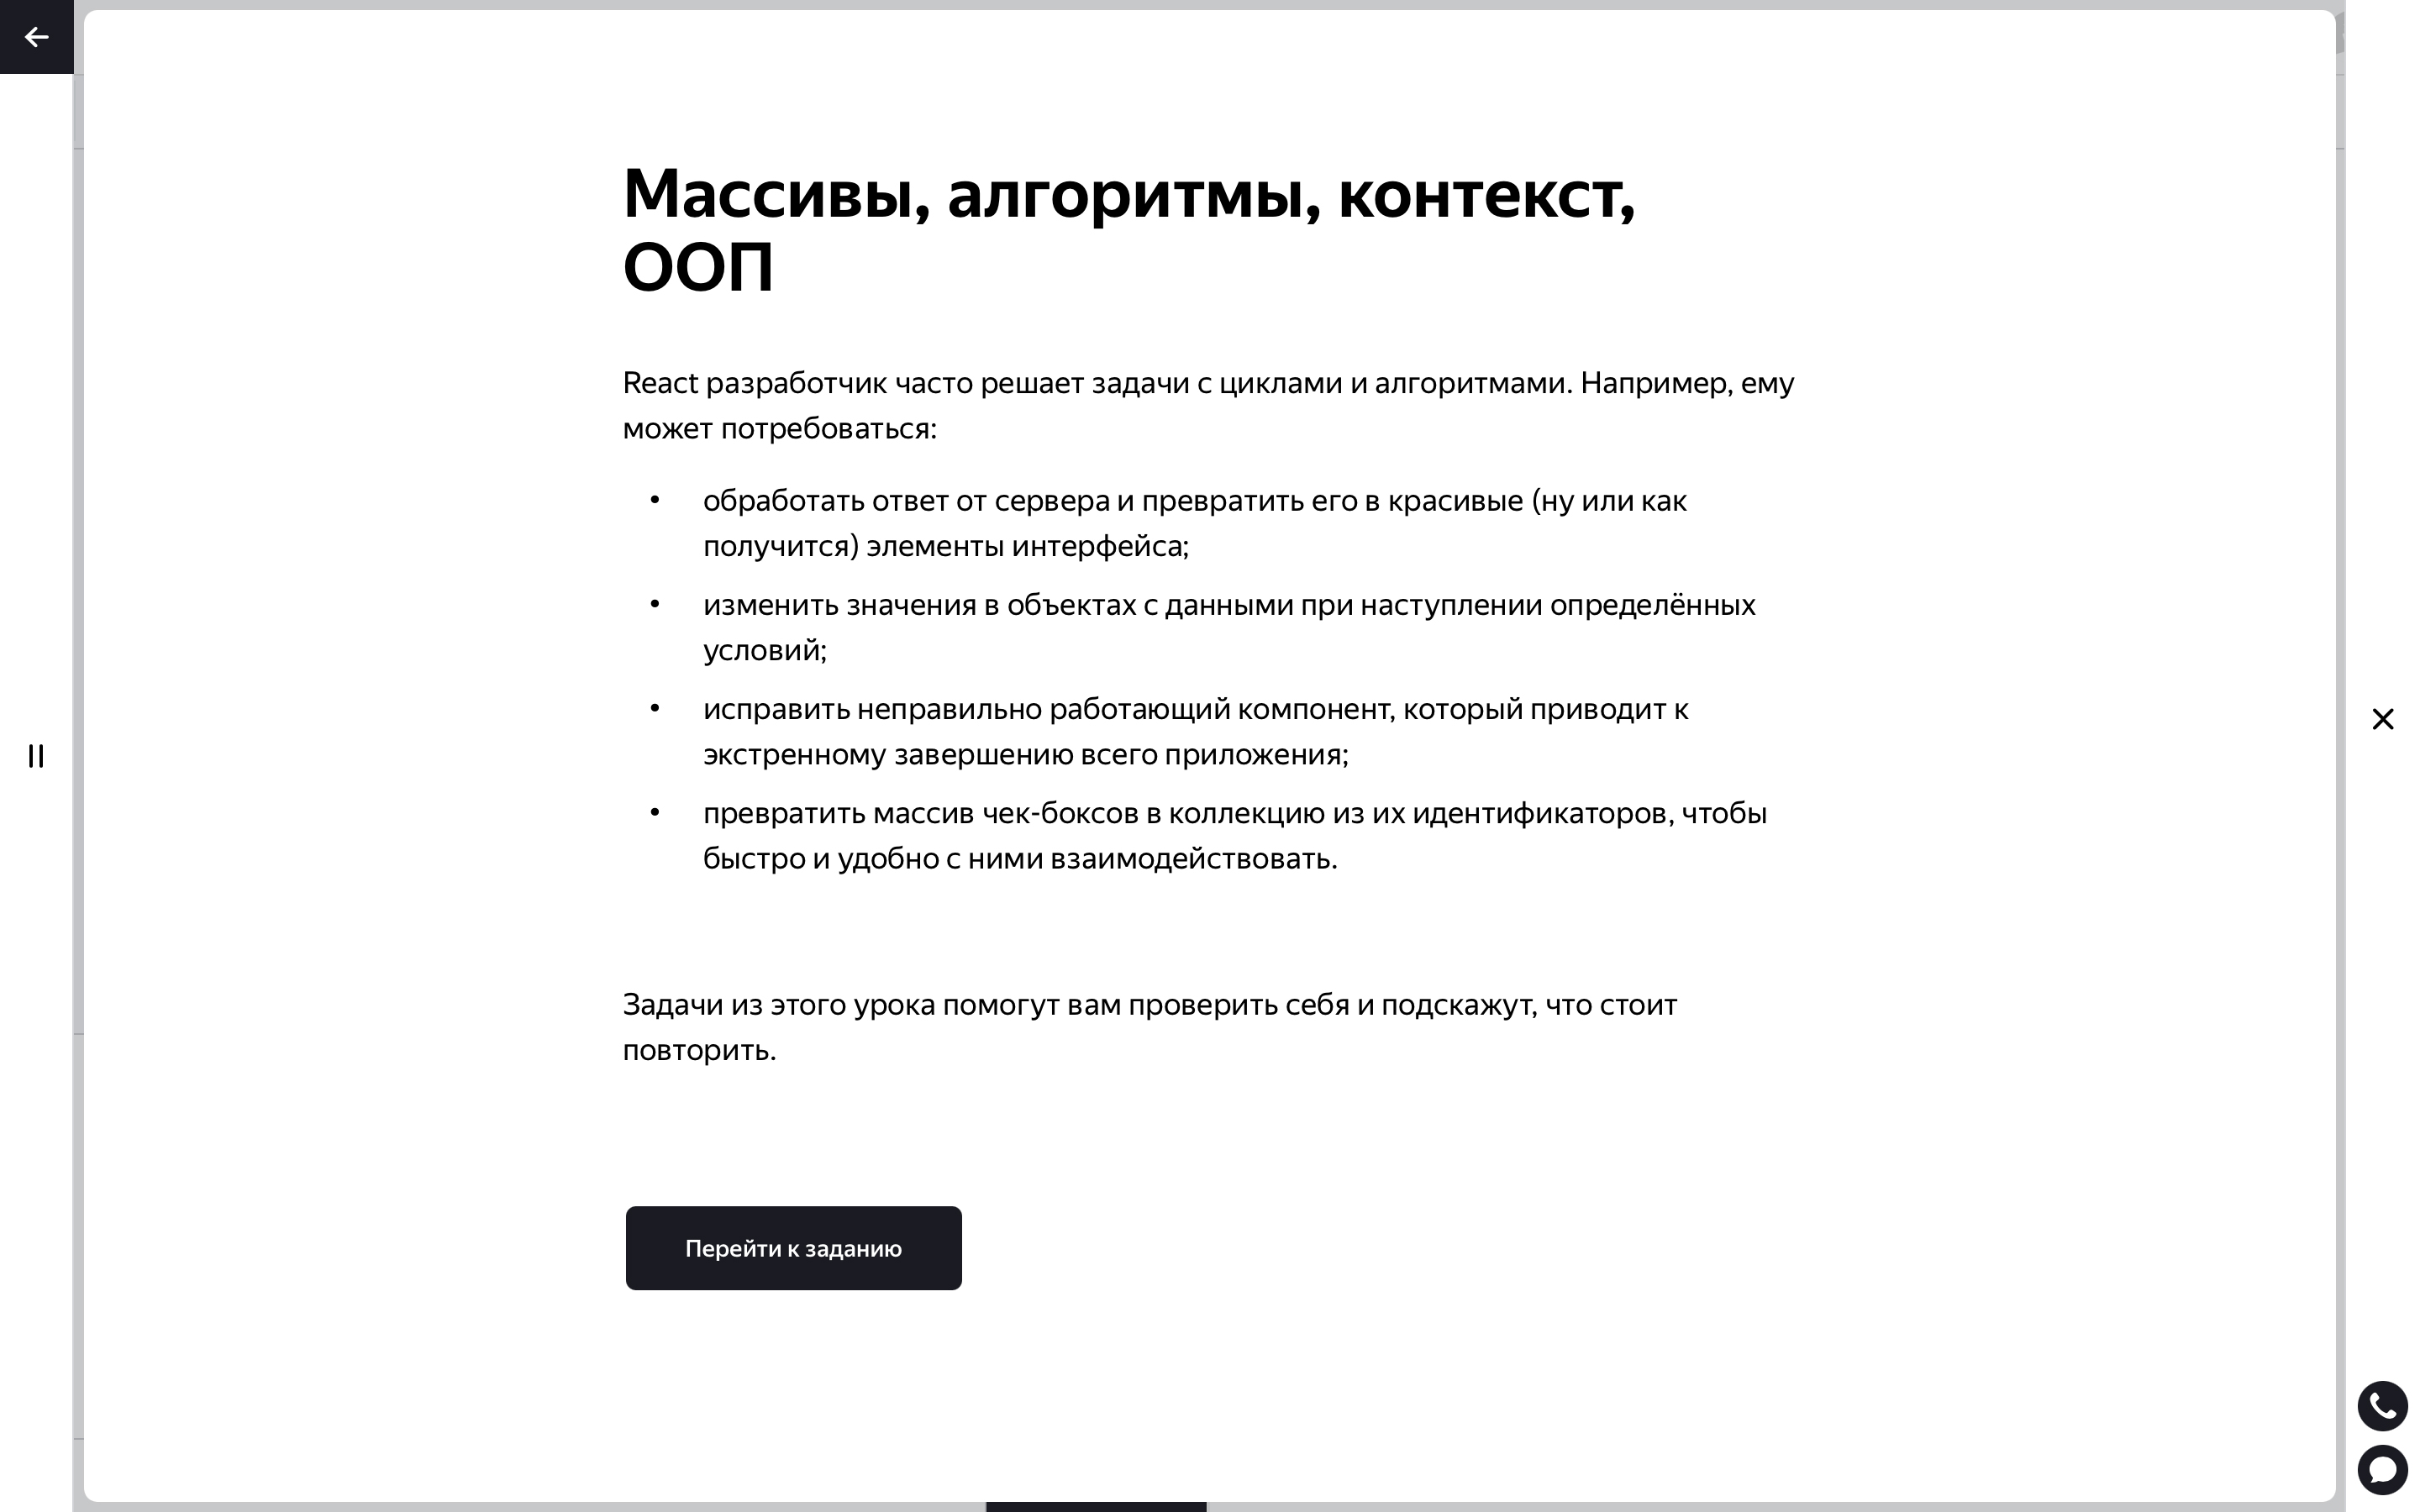 Массивы, алгоритмы, контекст,
ООП
React разработчик часто решает задачи с циклами и алгоритмами. Например, ему
может потребоваться:
• обработать ответ от сервера и превратить его в красивые (ну или как
получится) элементы интерфейса;
• изменить значения в объектах с данными при наступлении определённых
условий;
• исправить неправильно работающий компонент, который приводит к
экстренному завершению всего приложения;
• превратить массив чек-боксов в коллекцию из их идентификаторов, чтобы
быстро и удобно с ними взаимодействовать.
Задачи из этого урока помогут вам проверить себя и подскажут, что стоит
повторить.
Перейти к заданию